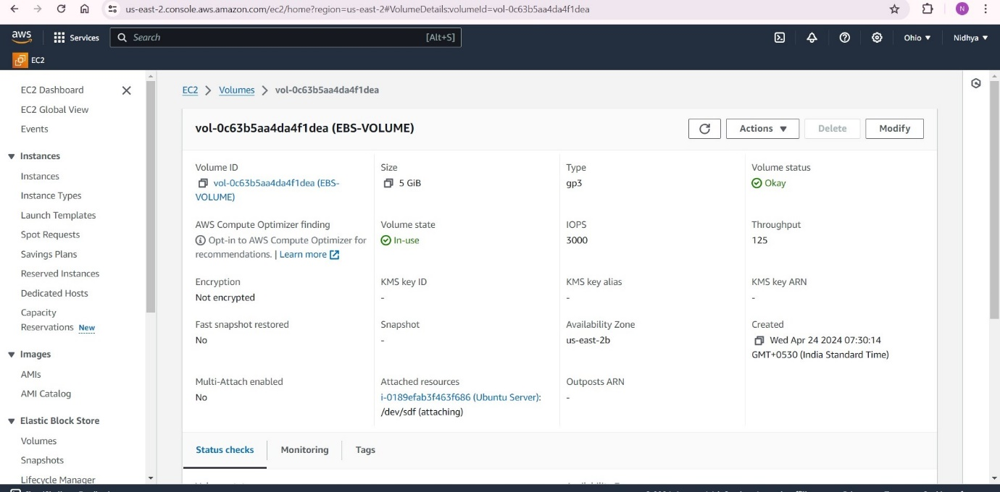 us-east-2.console.aws.amazon.com/ec2/home?region=us-east-2#VolumeDetails:volumeId=vol-0c63b5aa4da4f1dea
N
aws
Services
Search
[Alt+S]
Ohio ▼
Nidhya ▼
EC2
EC2 Dashboard
EC2 Global View
Events
Instances
Instances
Instance Types
Launch Templates
Spot Requests
Savings Plans
Reserved Instances
Dedicated Hosts
Capacity
Reservations New
Images
AMIs
AMI Catalog
Elastic Block Store
Volumes
Snapshots
Lifecycle Manager
EC2 > Volumes > vol-0c63b5aa4da4f1dea
vol-0c63b5aa4da4f1dea (EBS-VOLUME)
Actions ▼
Delete
Modify
Volume ID
vol-0c63b5aa4da4f1dea (EBS-
VOLUME)
Size
5 GiB
Type
gp3
Volume status
Okay
AWS Compute Optimizer finding
Opt-in to AWS Compute Optimizer for
recommendations. | Learn more
Volume state
In-use
IOPS
3000
Throughput
125
Encryption
Not encrypted
KMS key ID
-
KMS key alias
-
KMS key ARN
-
Fast snapshot restored
No
Snapshot
-
Availability Zone
us-east-2b
Created
Wed Apr 24 2024 07:30:14
GMT+0530 (India Standard Time)
Multi-Attach enabled
No
Attached resources
i-0189efab3f463f686 (Ubuntu Server):
/dev/sdf (attaching)
Outposts ARN
-
Status checks
Monitoring
Tags